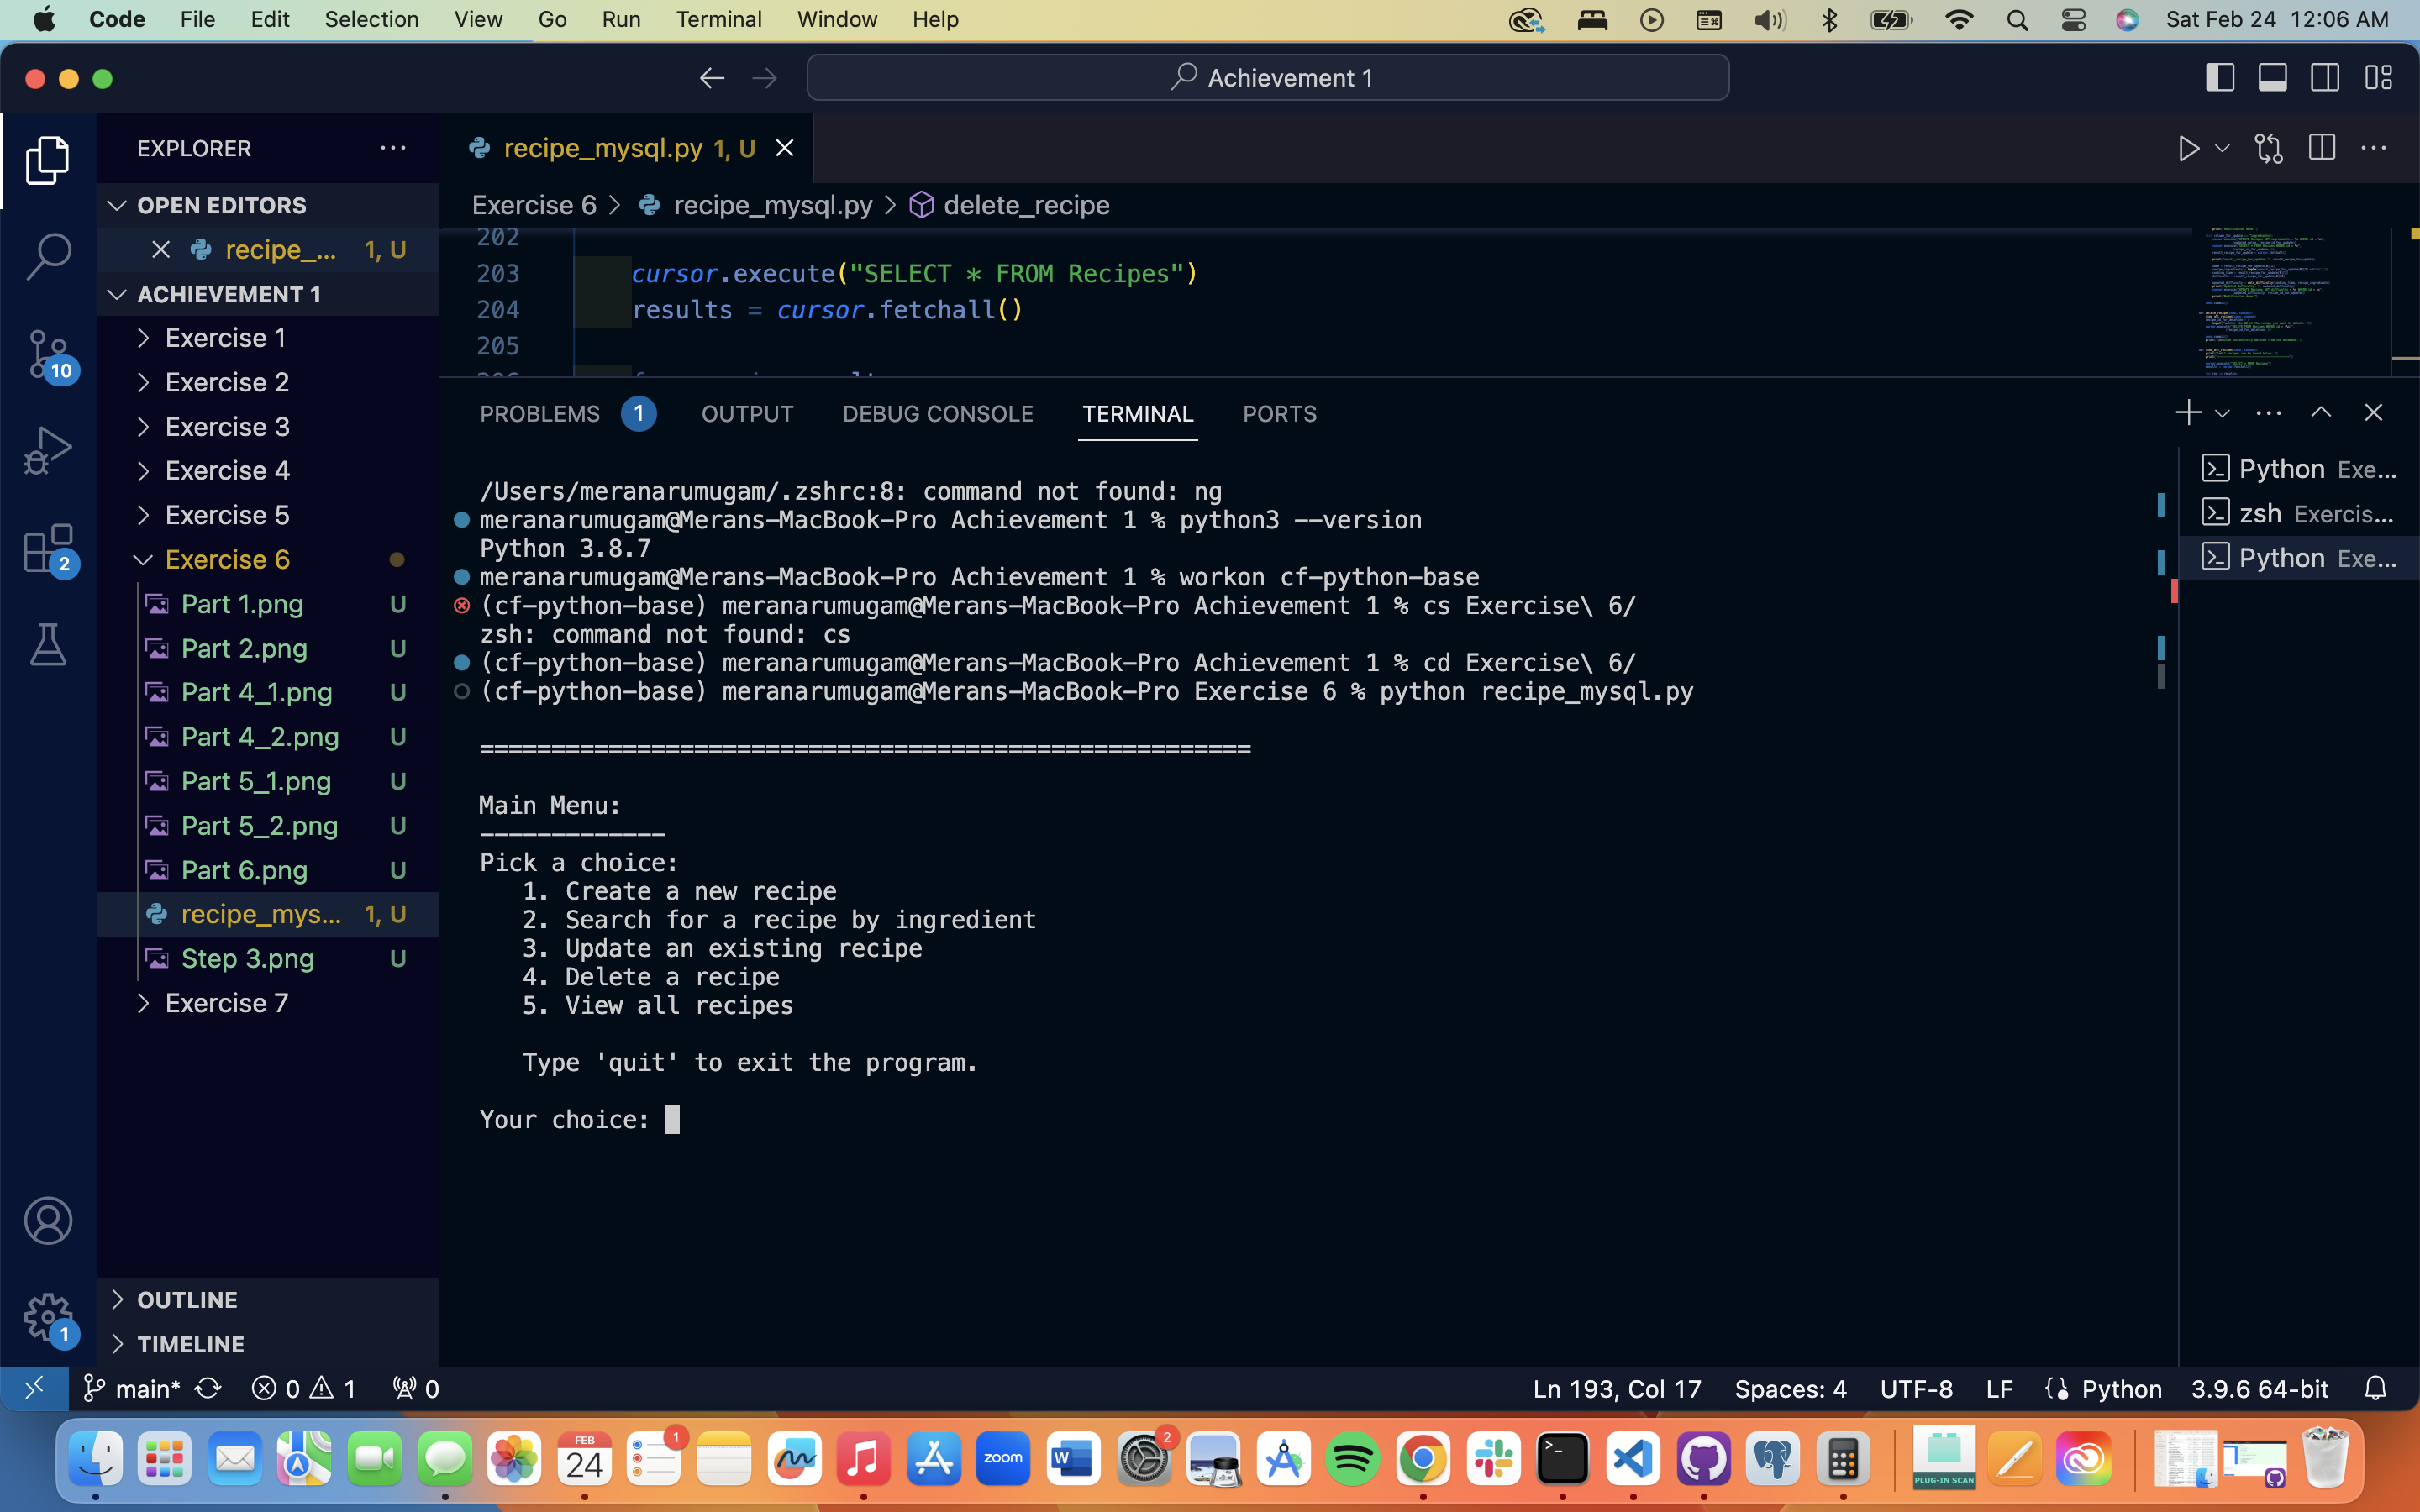 Code File Edit Selection View Go Run Terminal Window Help Sat Feb 24 12:06 AM
Achievement 1
EXPLORER
recipe_mysql.py 1, U
OPEN EDITORS
Exercise 6 > recipe_mysql.py > delete_recipe
recipe_... 1, U
ACHIEVEMENT 1
Exercise 1
Exercise 2
Exercise 3
Exercise 4
Exercise 5
Exercise 6
Part 1.png U
Part 2.png U
Part 4_1.png U
Part 4_2.png U
Part 5_1.png U
Part 5_2.png U
Part 6.png U
recipe_mys... 1, U
Step 3.png U
Exercise 7
OUTLINE
TIMELINE
10
2
1
202
203 cursor.execute("SELECT * FROM Recipes")
204 results = cursor.fetchall()
205
PROBLEMS 1 OUTPUT DEBUG CONSOLE TERMINAL PORTS
/Users/meranarumugam/.zshrc:8: command not found: ng
meranarumugam@Merans-MacBook-Pro Achievement 1 % python3 --version
Python 3.8.7
meranarumugam@Merans-MacBook-Pro Achievement 1 % workon cf-python-base
(cf-python-base) meranarumugam@Merans-MacBook-Pro Achievement 1 % cs Exercise\ 6/
zsh: command not found: cs
(cf-python-base) meranarumugam@Merans-MacBook-Pro Achievement 1 % cd Exercise\ 6/
(cf-python-base) meranarumugam@Merans-MacBook-Pro Exercise 6 % python recipe_mysql.py
======================================================
Main Menu:
-------------
Pick a choice:
1. Create a new recipe
2. Search for a recipe by ingredient
3. Update an existing recipe
4. Delete a recipe
5. View all recipes
Type 'quit' to exit the program.
Your choice:
Python Exe...
zsh Exercis...
Python Exe...
main* 0 1 0 Ln 193, Col 17 Spaces: 4 UTF-8 LF Python 3.9.6 64-bit
FEB
24
1
zoom
W
2
PLUG-IN SCAN